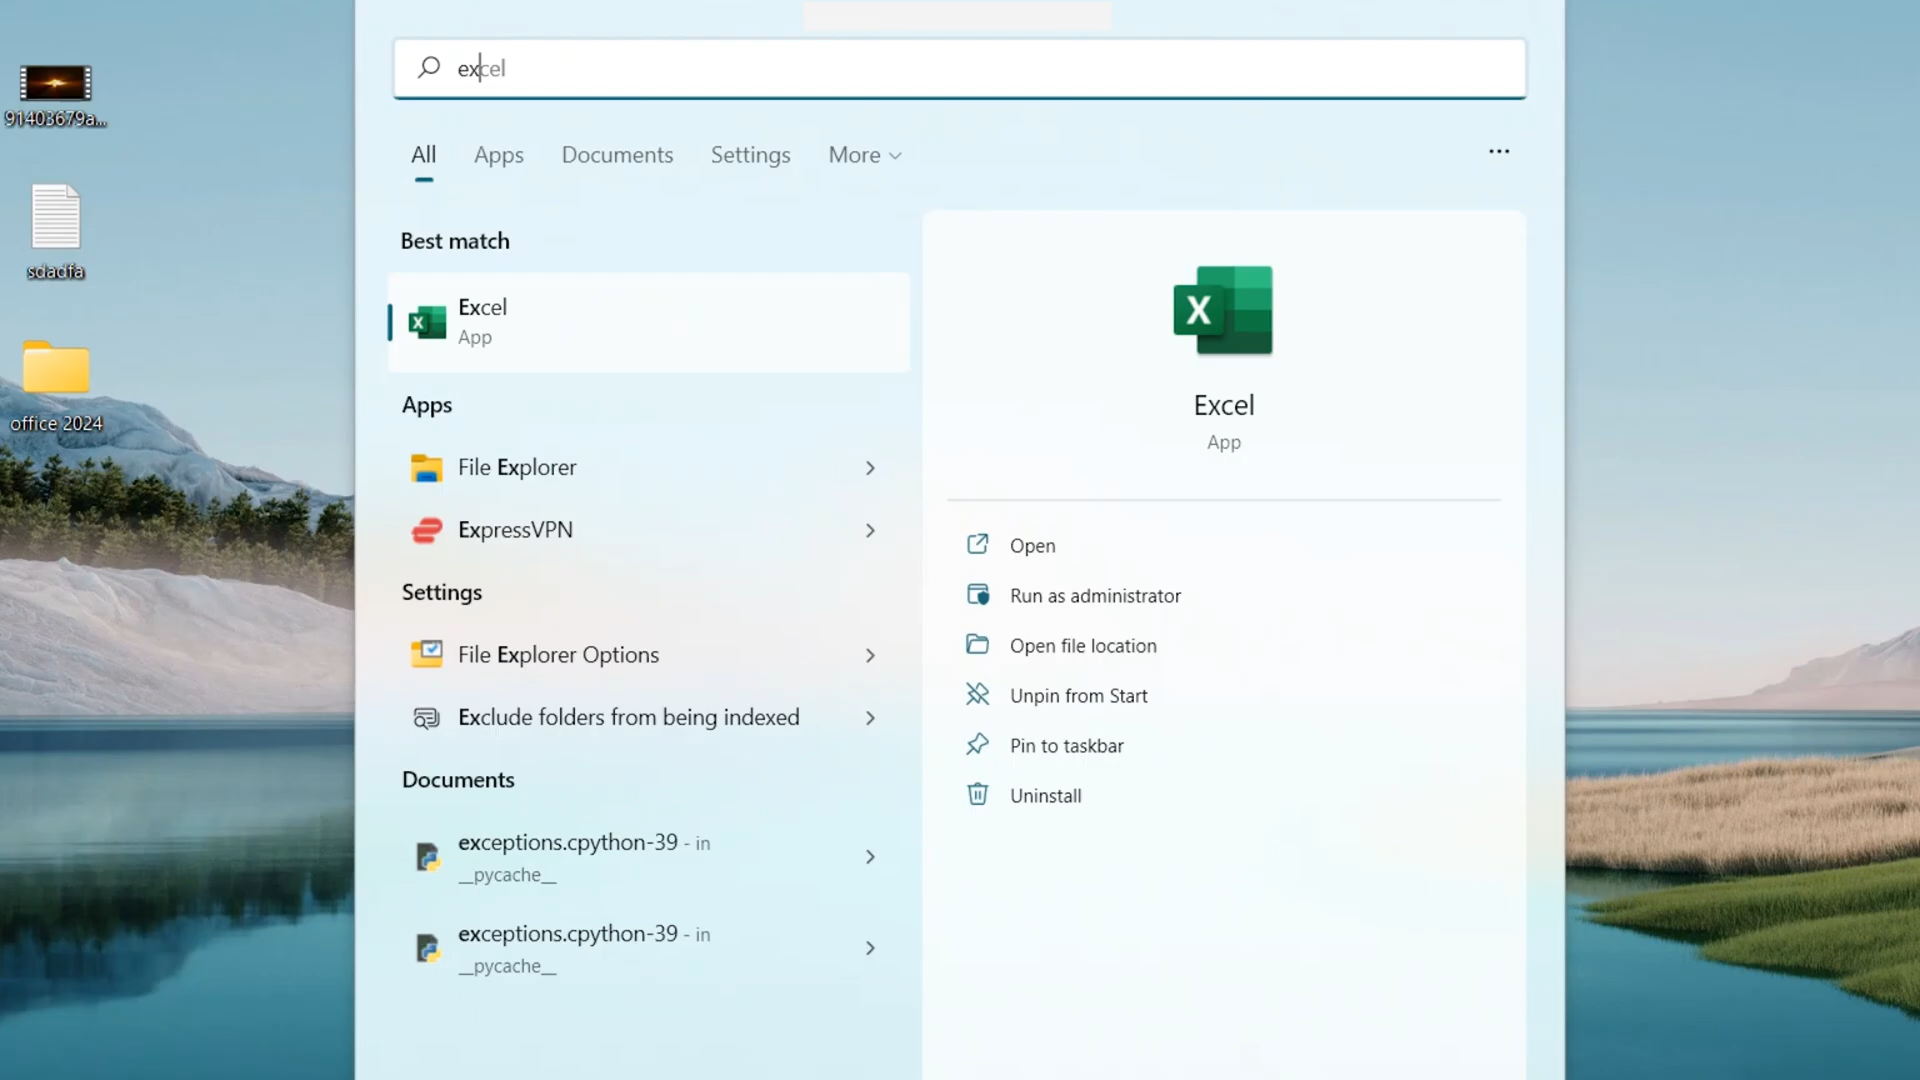 excel
91403679a...
sdadfa
office 2024
All
Apps
Documents
Settings
More
Best match
Excel
App
Apps
File Explorer
ExpressVPN
Settings
File Explorer Options
Exclude folders from being indexed
Documents
exceptions.cpython-39 - in
__pycache__
exceptions.cpython-39 - in
__pycache__
X
Excel
App
Open
Run as administrator
Open file location
Unpin from Start
Pin to taskbar
Uninstall